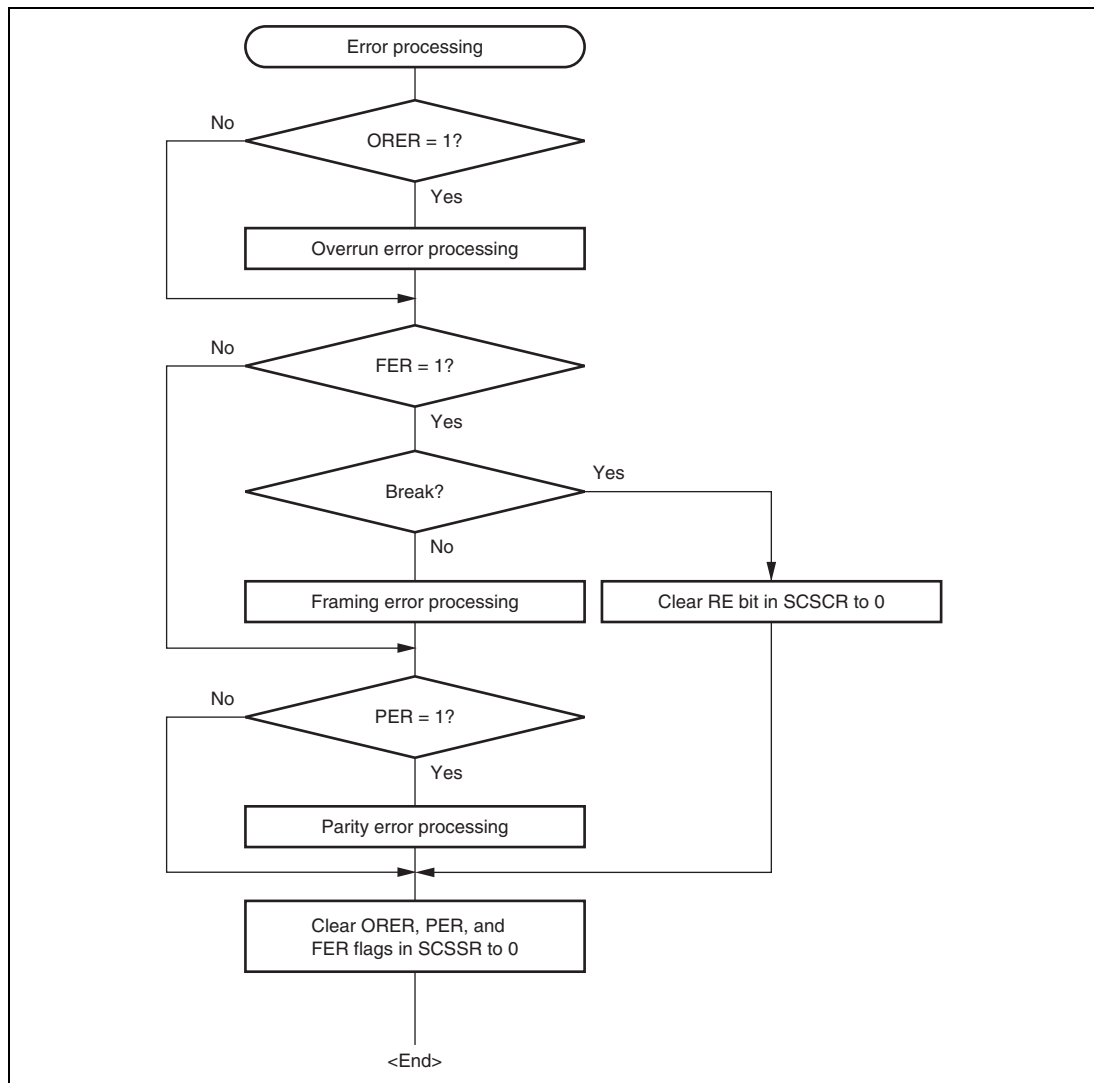 Error processing
No
ORER = 1?
Yes
Overrun error processing
No
FER = 1?
Yes
Break?
Yes
No
Framing error processing
Clear RE bit in SCSCR to 0
No
PER = 1?
Yes
Parity error processing
Clear ORER, PER, and
FER flags in SCSSR to 0
<End>